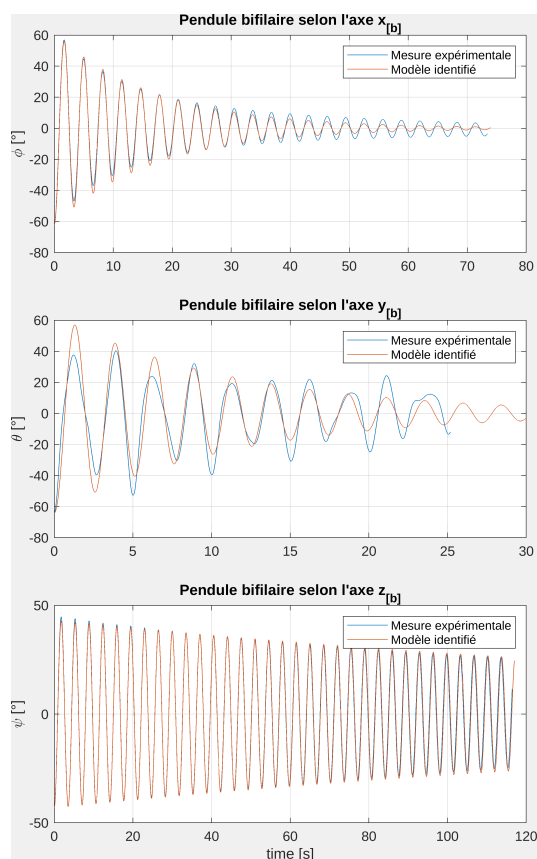 Pendule bifilaire selon l'axe x[b]
Mesure expérimentale
Modèle identifié
ϕ [°]
60
40
20
0
-20
-40
-60
-80
0 10 20 30 40 50 60 70 80
Pendule bifilaire selon l'axe y[b]
Mesure expérimentale
Modèle identifié
θ [°]
60
40
20
0
-20
-40
-60
-80
0 5 10 15 20 25 30
Pendule bifilaire selon l'axe z[b]
Mesure expérimentale
Modèle identifié
ψ [°]
50
0
-50
0 20 40 60 80 100 120
time [s]